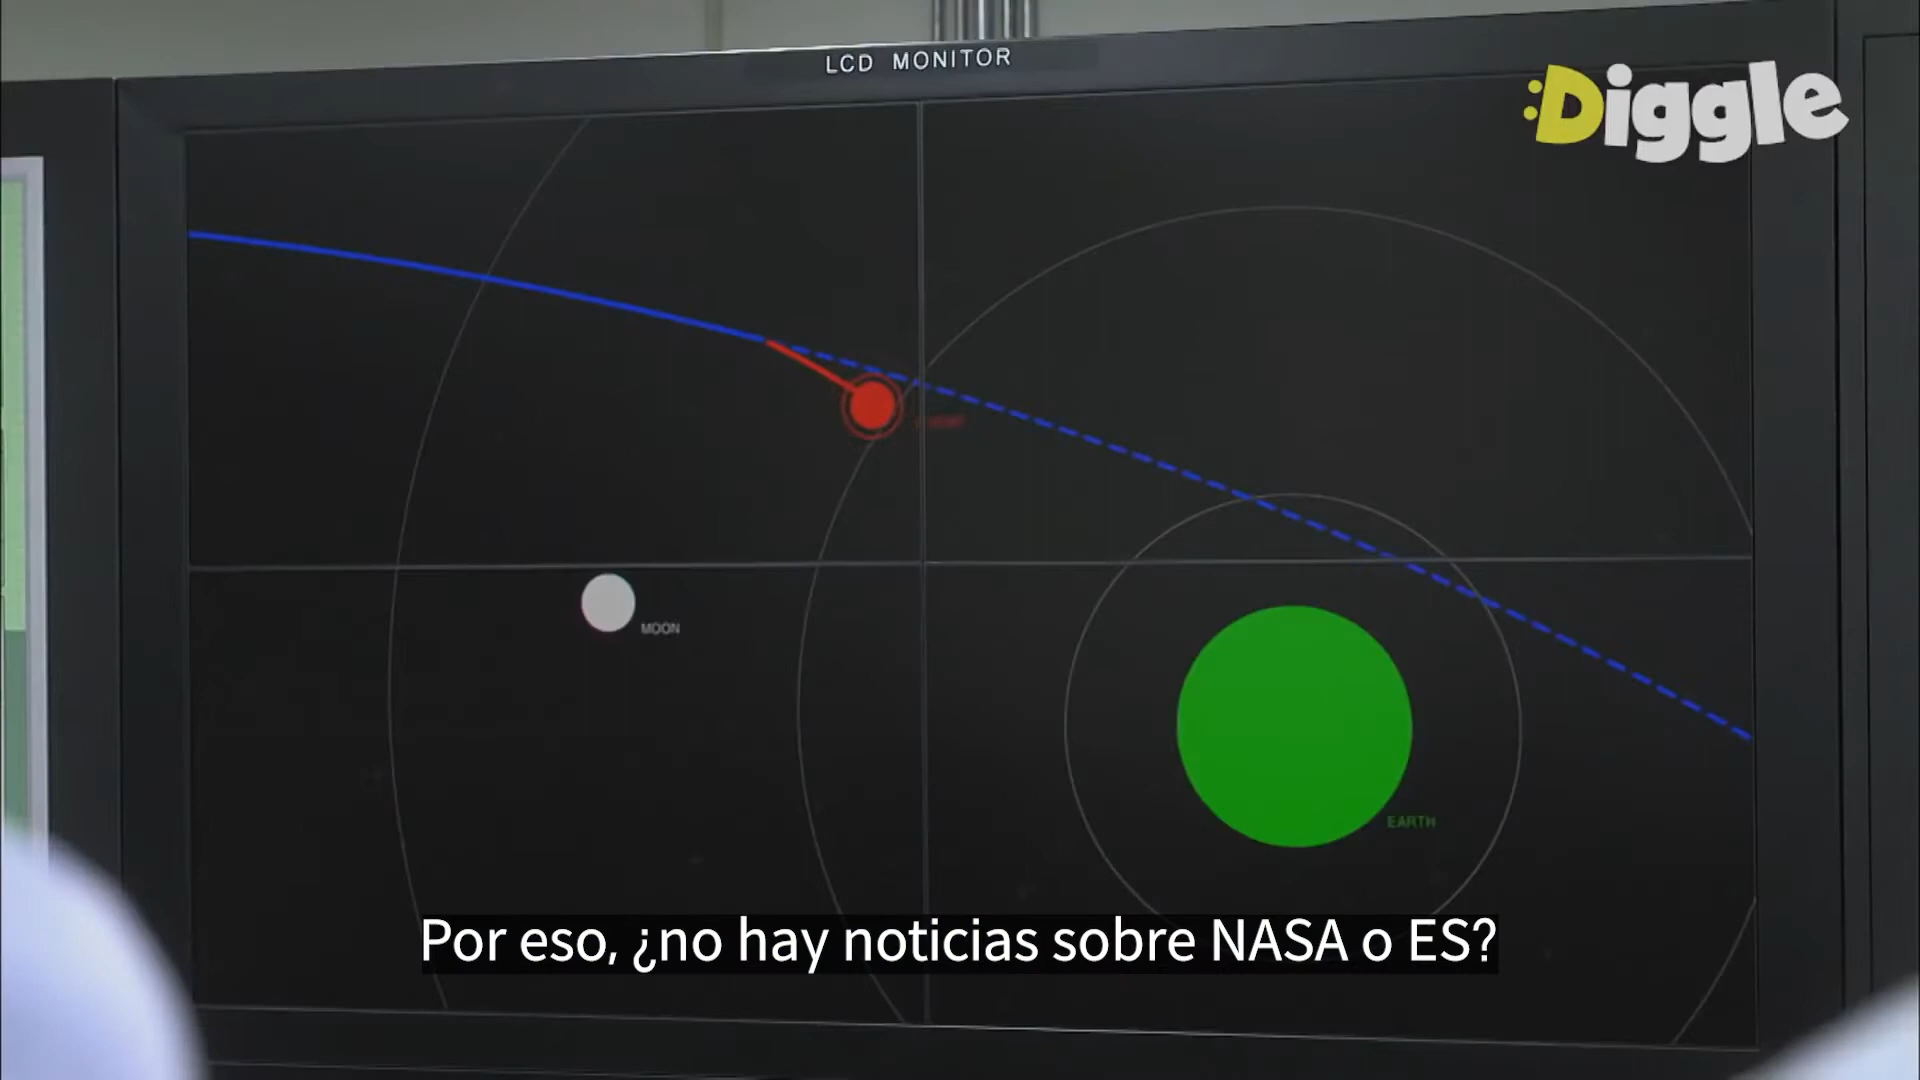 LCD MONITOR
:Diggle
MOON
EARTH
Por eso, ¿no hay noticias sobre NASA o ES?